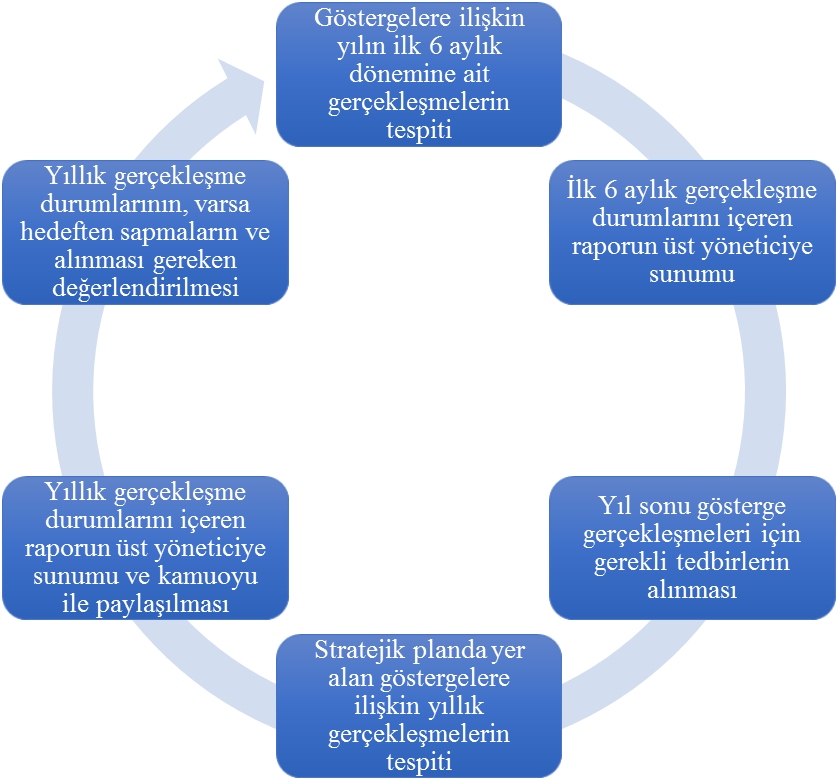 Göstergelere ilişkin
yılın ilk 6 aylık
dönemine ait
gerçekleşmelerin
tespiti
İlk 6 aylık gerçekleşme
durumlarını içeren
raporun üst yöneticiye
sunumu
Yıl sonu gösterge
gerçekleşmeleri için
gerekli tedbirlerin
alınması
Stratejik planda yer
alan göstergelere
ilişkin yıllık
gerçekleşmelerin
tespiti
Yıllık gerçekleşme
durumlarını içeren
raporun üst yöneticiye
sunumu ve kamuoyu
ile paylaşılması
Yıllık gerçekleşme
durumlarının, varsa
hedeften sapmaların ve
alınması gereken
değerlendirilmesi